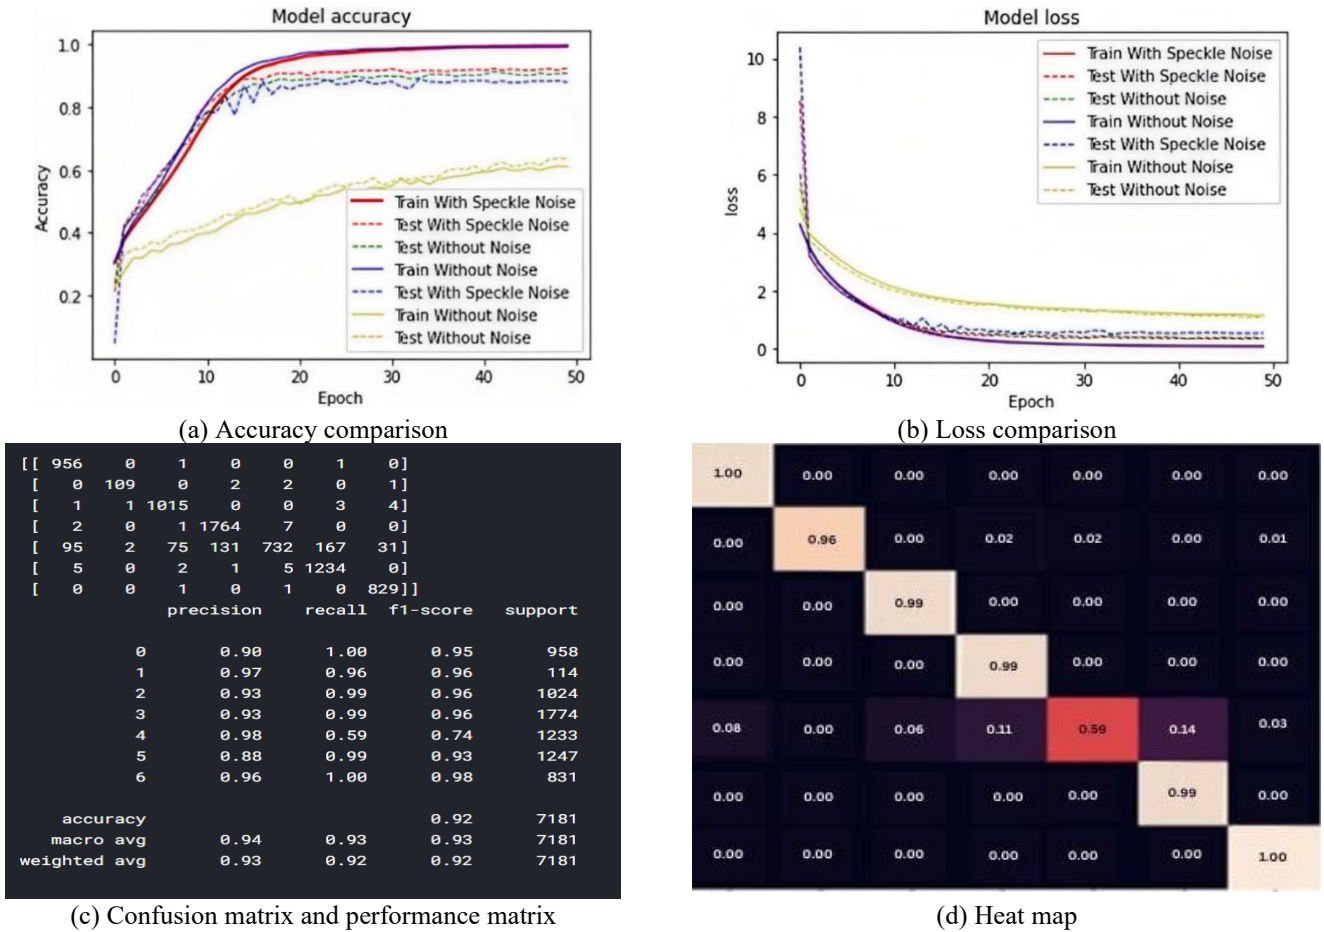 Model accuracy
1.0
0.8
0.6
0.4
0.2
Accuracy
Train With Speckle Noise
Test With Speckle Noise
Test Without Noise
Train Without Noise
Test With Speckle Noise
Train Without Noise
Test Without Noise
0 10 20 30 40 50
Epoch
(a) Accuracy comparison
Model loss
10
8
6
4
2
0
loss
Train With Speckle Noise
Test With Speckle Noise
Test Without Noise
Train Without Noise
Test With Speckle Noise
Train Without Noise
Test Without Noise
0 10 20 30 40 50
Epoch
(b) Loss comparison
[[ 956 0 1 0 0 1 0]
[ 0 109 0 2 2 0 1]
[ 1 1 1015 0 0 3 4]
[ 2 0 1 1764 7 0 0]
[ 95 2 75 131 732 167 31]
[ 5 0 2 1 5 1234 0]
[ 0 0 1 0 1 0 829]]
precision recall f1-score support
0 0.90 1.00 0.95 958
1 0.97 0.96 0.96 114
2 0.93 0.99 0.96 1024
3 0.93 0.99 0.96 1774
4 0.98 0.59 0.74 1233
5 0.88 0.99 0.93 1247
6 0.96 1.00 0.98 831
accuracy 0.92 7181
macro avg 0.94 0.93 0.93 7181
weighted avg 0.93 0.92 0.92 7181
(c) Confusion matrix and performance matrix
1.00 0.00 0.00 0.00 0.00 0.00 0.00
0.00 0.96 0.00 0.02 0.02 0.00 0.01
0.00 0.00 0.99 0.00 0.00 0.00 0.00
0.00 0.00 0.00 0.99 0.00 0.00 0.00
0.08 0.00 0.06 0.11 0.59 0.14 0.03
0.00 0.00 0.00 0.00 0.00 0.99 0.00
0.00 0.00 0.00 0.00 0.00 0.00 1.00
(d) Heat map